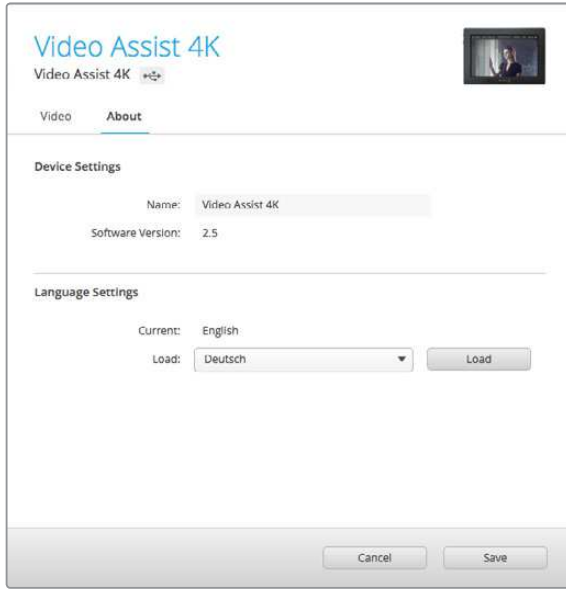 Video Assist 4K
Video Assist 4K
Video About
Device Settings
Name: Video Assist 4K
Software Version: 2.5
Language Settings
Current: English
Load: Deutsch Load
Cancel Save